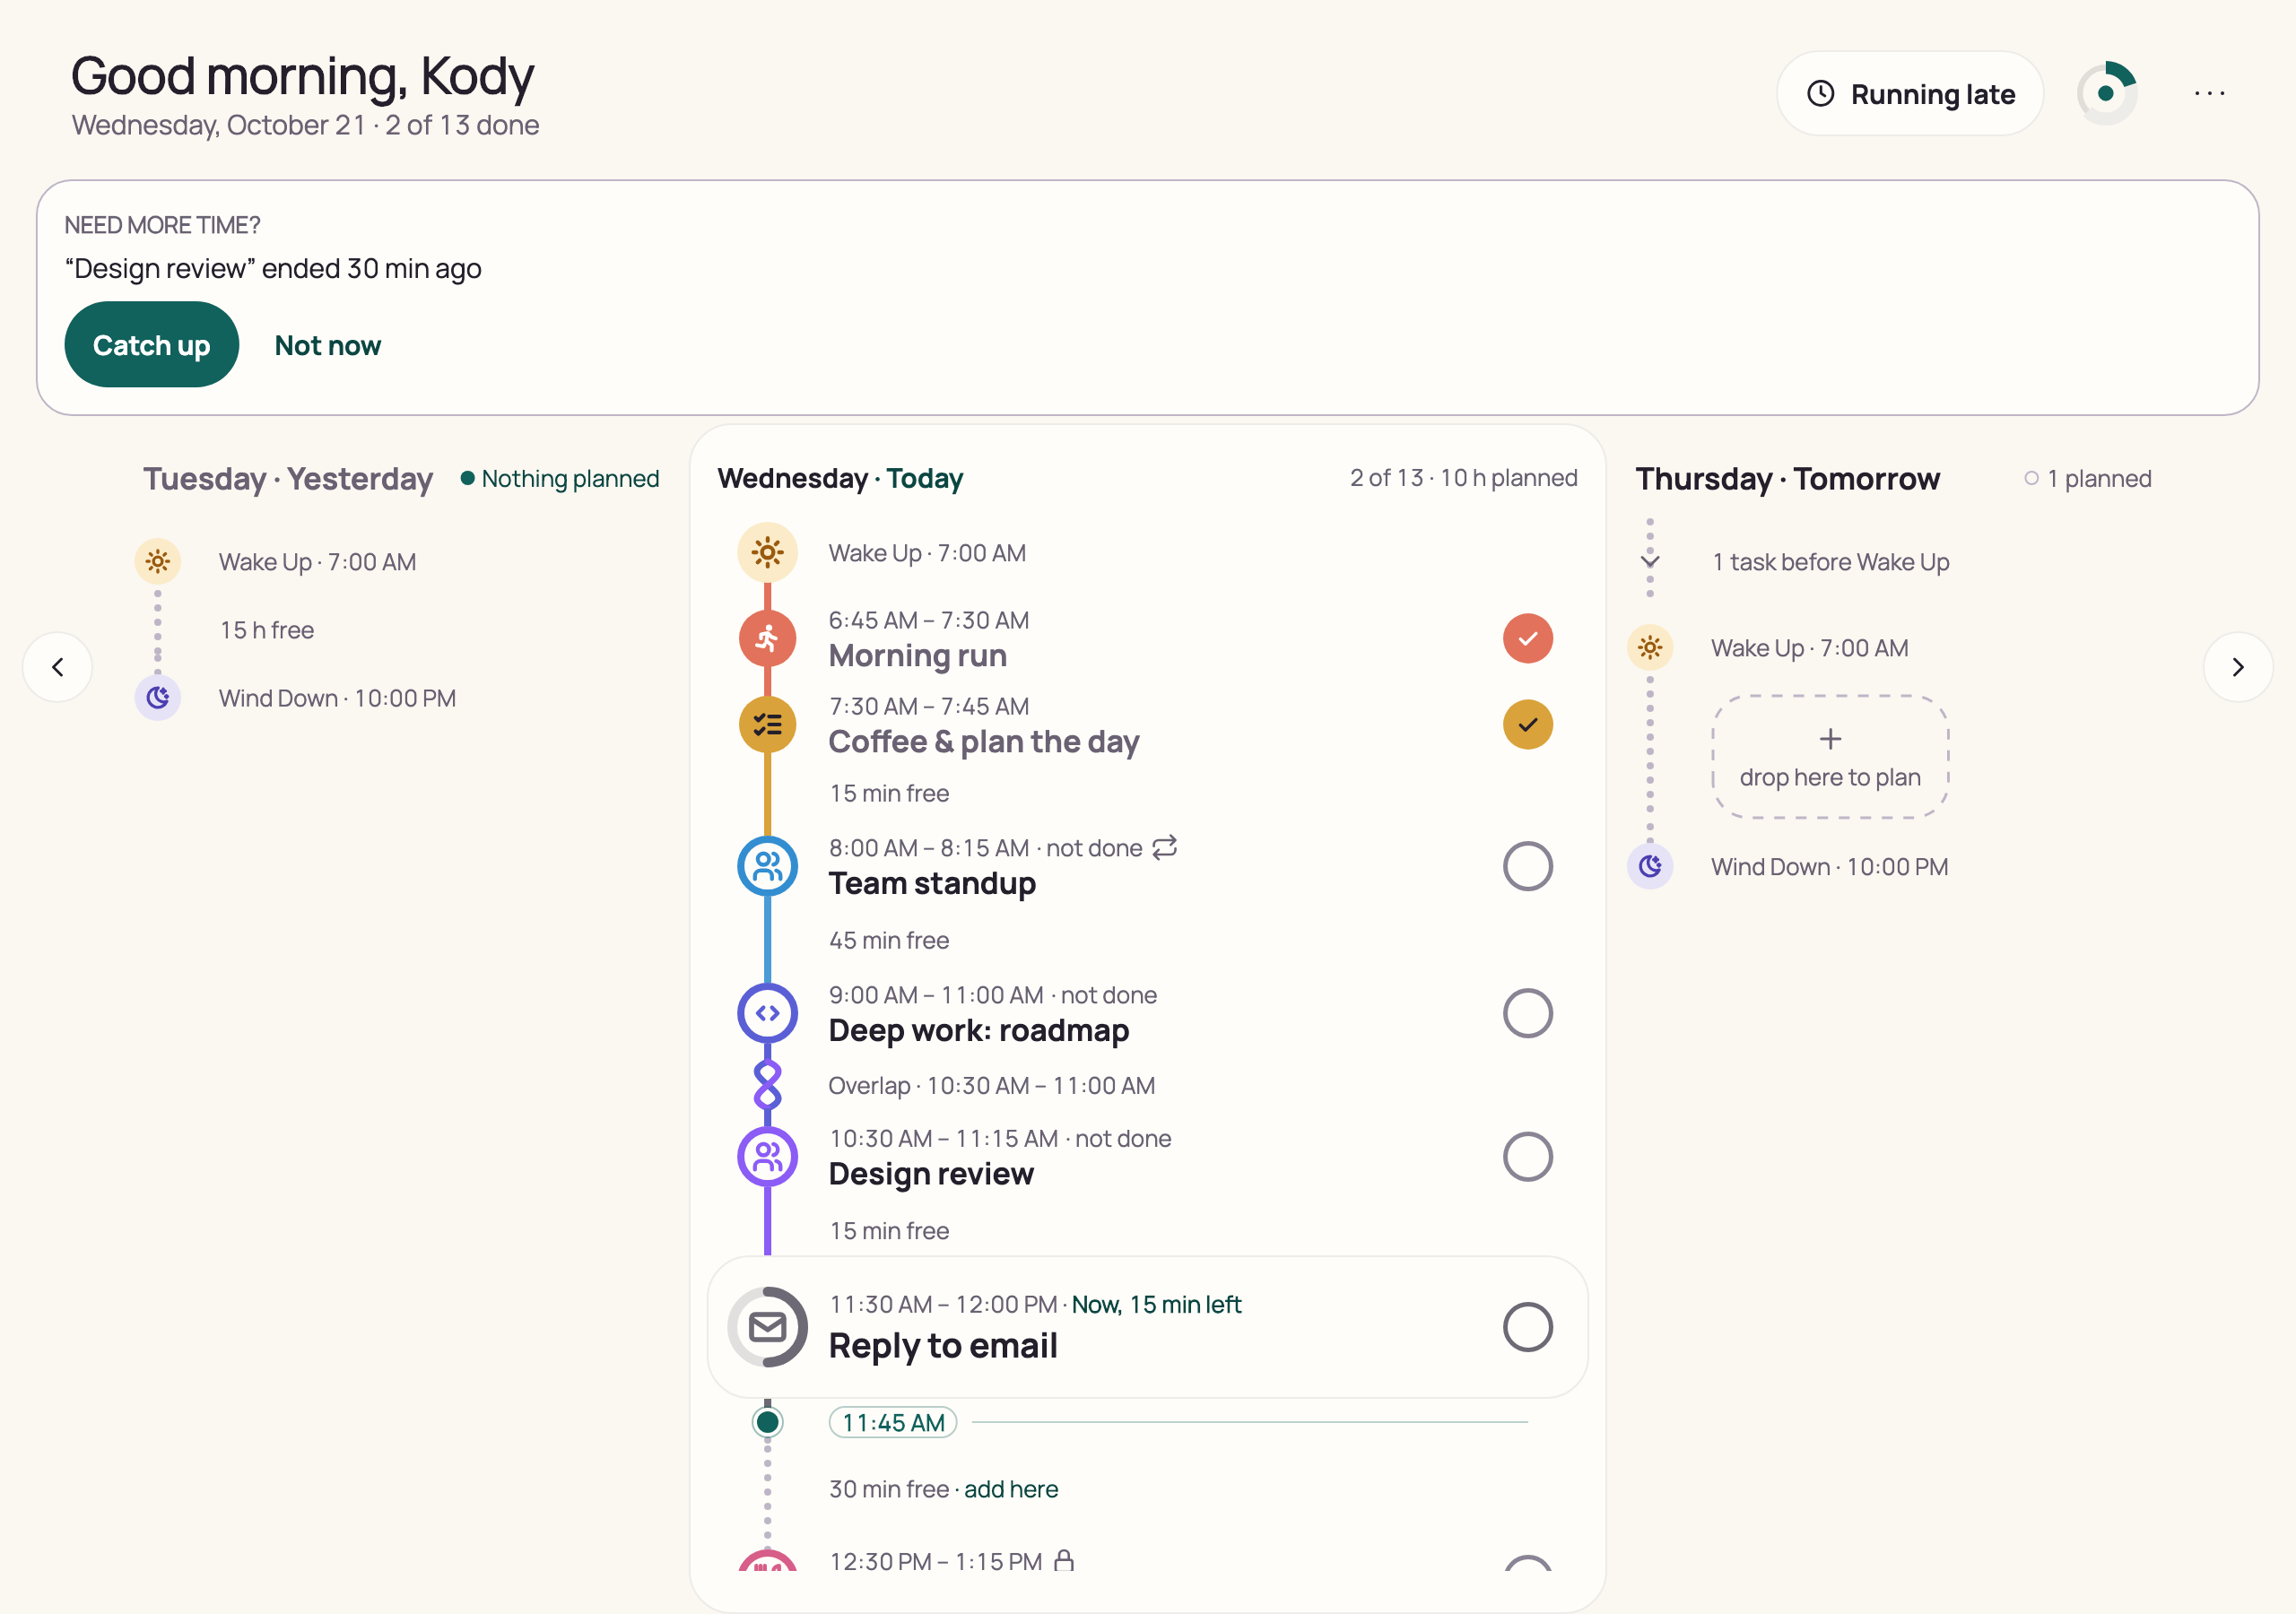 Good morning, Kody
Wednesday, October 21 · 2 of 13 done
Running late
NEED MORE TIME?
“Design review” ended 30 min ago
Catch up
Not now
Tuesday · Yesterday
Nothing planned
Wake Up · 7:00 AM
15 h free
Wind Down · 10:00 PM
Wednesday · Today
2 of 13 · 10 h planned
Wake Up · 7:00 AM
6:45 AM – 7:30 AM
Morning run
7:30 AM – 7:45 AM
Coffee & plan the day
15 min free
8:00 AM – 8:15 AM · not done
Team standup
45 min free
9:00 AM – 11:00 AM · not done
Deep work: roadmap
Overlap · 10:30 AM – 11:00 AM
10:30 AM – 11:15 AM · not done
Design review
15 min free
11:30 AM – 12:00 PM · Now, 15 min left
Reply to email
11:45 AM
30 min free · add here
12:30 PM – 1:15 PM
Thursday · Tomorrow
1 planned
1 task before Wake Up
Wake Up · 7:00 AM
drop here to plan
Wind Down · 10:00 PM